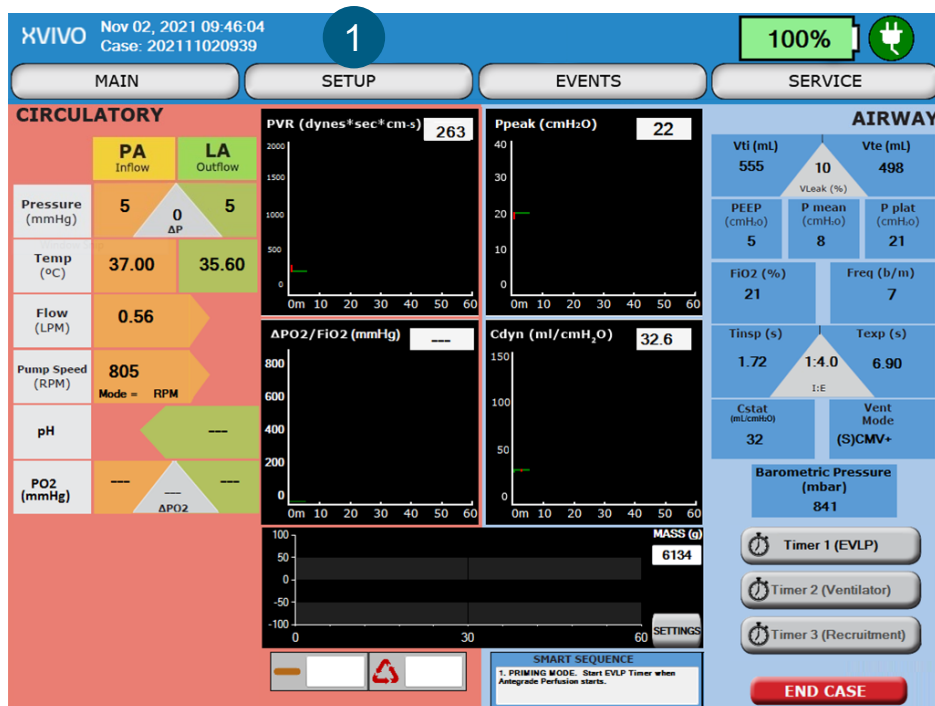 XVIVO
Nov 02, 2021 09:46:04
Case: 202111020939
1
100%
MAIN
SETUP
EVENTS
SERVICE
CIRCULATORY
PA
Inflow
LA
Outflow
Pressure
(mmHg)
5
0
ΔP
5
Temp
(ºC)
37.00
35.60
Flow
(LPM)
0.56
Pump Speed
(RPM)
805
Mode = RPM
pH
---
PO2
(mmHg)
---
---
ΔPO2
---
PVR (dynes*sec*cm-5)
263
2000
1500
1000
500
0
0m 10 20 30 40 50 60
Ppeak (cmH2O)
22
40
30
20
10
0
0m 10 20 30 40 50 60
ΔPO2/FiO2 (mmHg)
---
800
600
400
200
0
0m 10 20 30 40 50 60
Cdyn (ml/cmH2O)
32.6
150
100
50
0
0m 10 20 30 40 50 60
100
50
0
-50
-100
0 30 60
MASS (g)
6134
SETTINGS
SMART SEQUENCE
1. PRIMING MODE. Start EVLP Timer when
Antegrade Perfusion starts.
AIRWAY
Vti (mL)
555
10
VLeak (%)
Vte (mL)
498
PEEP
(cmH2o)
5
P mean
(cmH2o)
8
P plat
(cmH2o)
21
FiO2 (%)
21
Freq (b/m)
7
Tinsp (s)
1.72
1:4.0
I:E
Texp (s)
6.90
Cstat
(mL/cmH2O)
32
Vent
Mode
(S)CMV+
Barometric Pressure
(mbar)
841
Timer 1 (EVLP)
Timer 2 (Ventilator)
Timer 3 (Recruitment)
END CASE